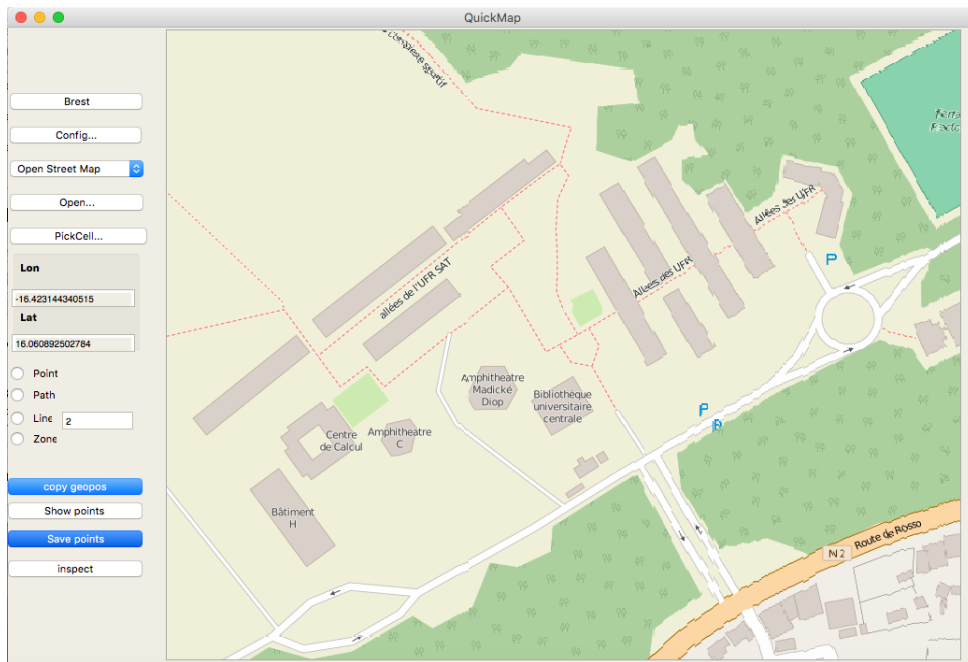 QuickMap
Brest
Config...
Open Street Map
Open...
PickCell...
Lon
-16.423144340515
Lat
16.060892502784
Point
Path
Line
2
Zone
copy geopos
Show points
Save points
inspect
sportif
allées de l'UFR SAT
Allées des UFR
Allées des UFR
P
P
P
Amphitheatre
Madické
Diop
Bibliothèque
universitaire
centrale
Centre
de Calcul
Amphitheatre
C
Bâtiment
H
N 2
Route de Rosso